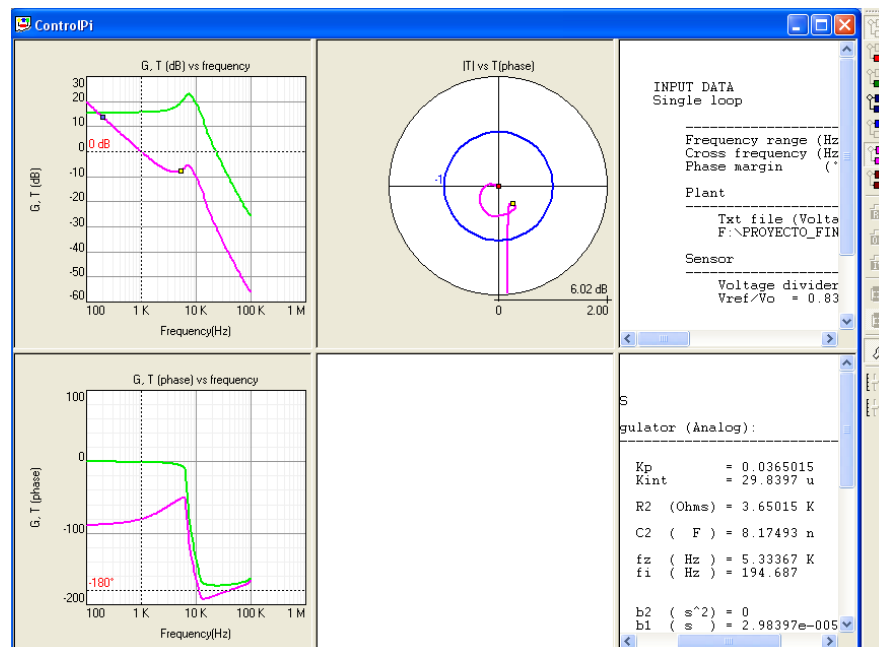 ControlPi
G, T (dB) vs frequency
30
20
10
0
-10
-20
-30
-40
-50
-60
0 dB
G, T (dB)
100
1 K
10 K
100 K
1 M
Frequency(Hz)
|T| vs T(phase)
-1
6.02 dB
0
2.00
INPUT DATA
Single loop
Frequency range (Hz
Cross frequency (Hz
Phase margin (°
Plant
Txt file (Volta
F:\PROYECTO_FIN
Sensor
Voltage divider
Vref/Vo = 0.83
G, T (phase) vs frequency
100
0
-100
-200
-180°
G, T (phase)
100
1 K
10 K
100 K
1 M
Frequency(Hz)
S
gulator (Analog):
Kp = 0.0365015
Kint = 29.8397 u
R2 (Ohms) = 3.65015 K
C2 ( F ) = 8.17493 n
fz ( Hz ) = 5.33367 K
fi ( Hz ) = 194.687
b2 ( s^2) = 0
b1 ( s ) = 2.98397e-005